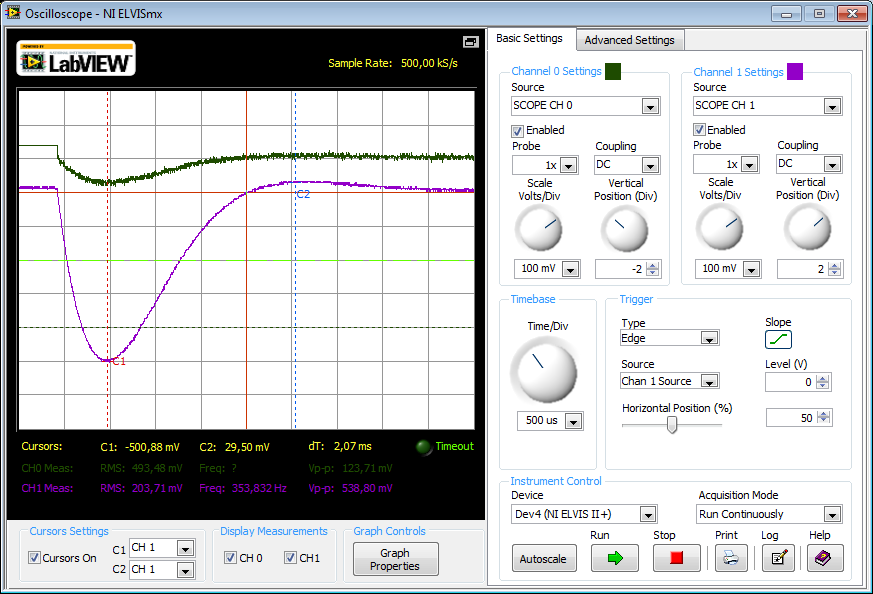 Oscilloscope - NI ELVISmx
POWERED BY
LabVIEW
Sample Rate: 500,00 kS/s
C2
C1
Cursors: C1: -500,88 mV C2: 29,50 mV dT: 2,07 ms Timeout
CH0 Meas: RMS: 493,48 mV Freq: ? Vp-p: 123,71 mV
CH1 Meas: RMS: 203,71 mV Freq: 353,832 Hz Vp-p: 538,80 mV
Cursors Settings
Cursors On
C1 CH 1
C2 CH 1
Display Measurements
CH 0 CH1
Graph Controls
Graph
Properties
Basic Settings Advanced Settings
Channel 0 Settings
Source
SCOPE CH 0
Enabled
Probe Coupling
1x DC
Scale Vertical
Volts/Div Position (Div)
100 mV -2
Channel 1 Settings
Source
SCOPE CH 1
Enabled
Probe Coupling
1x DC
Scale Vertical
Volts/Div Position (Div)
100 mV 2
Timebase
Time/Div
500 us
Trigger
Type Slope
Edge
Source Level (V)
Chan 1 Source 0
Horizontal Position (%)
50
Instrument Control
Device Acquisition Mode
Dev4 (NI ELVIS II+) Run Continuously
Run Stop Print Log Help
Autoscale